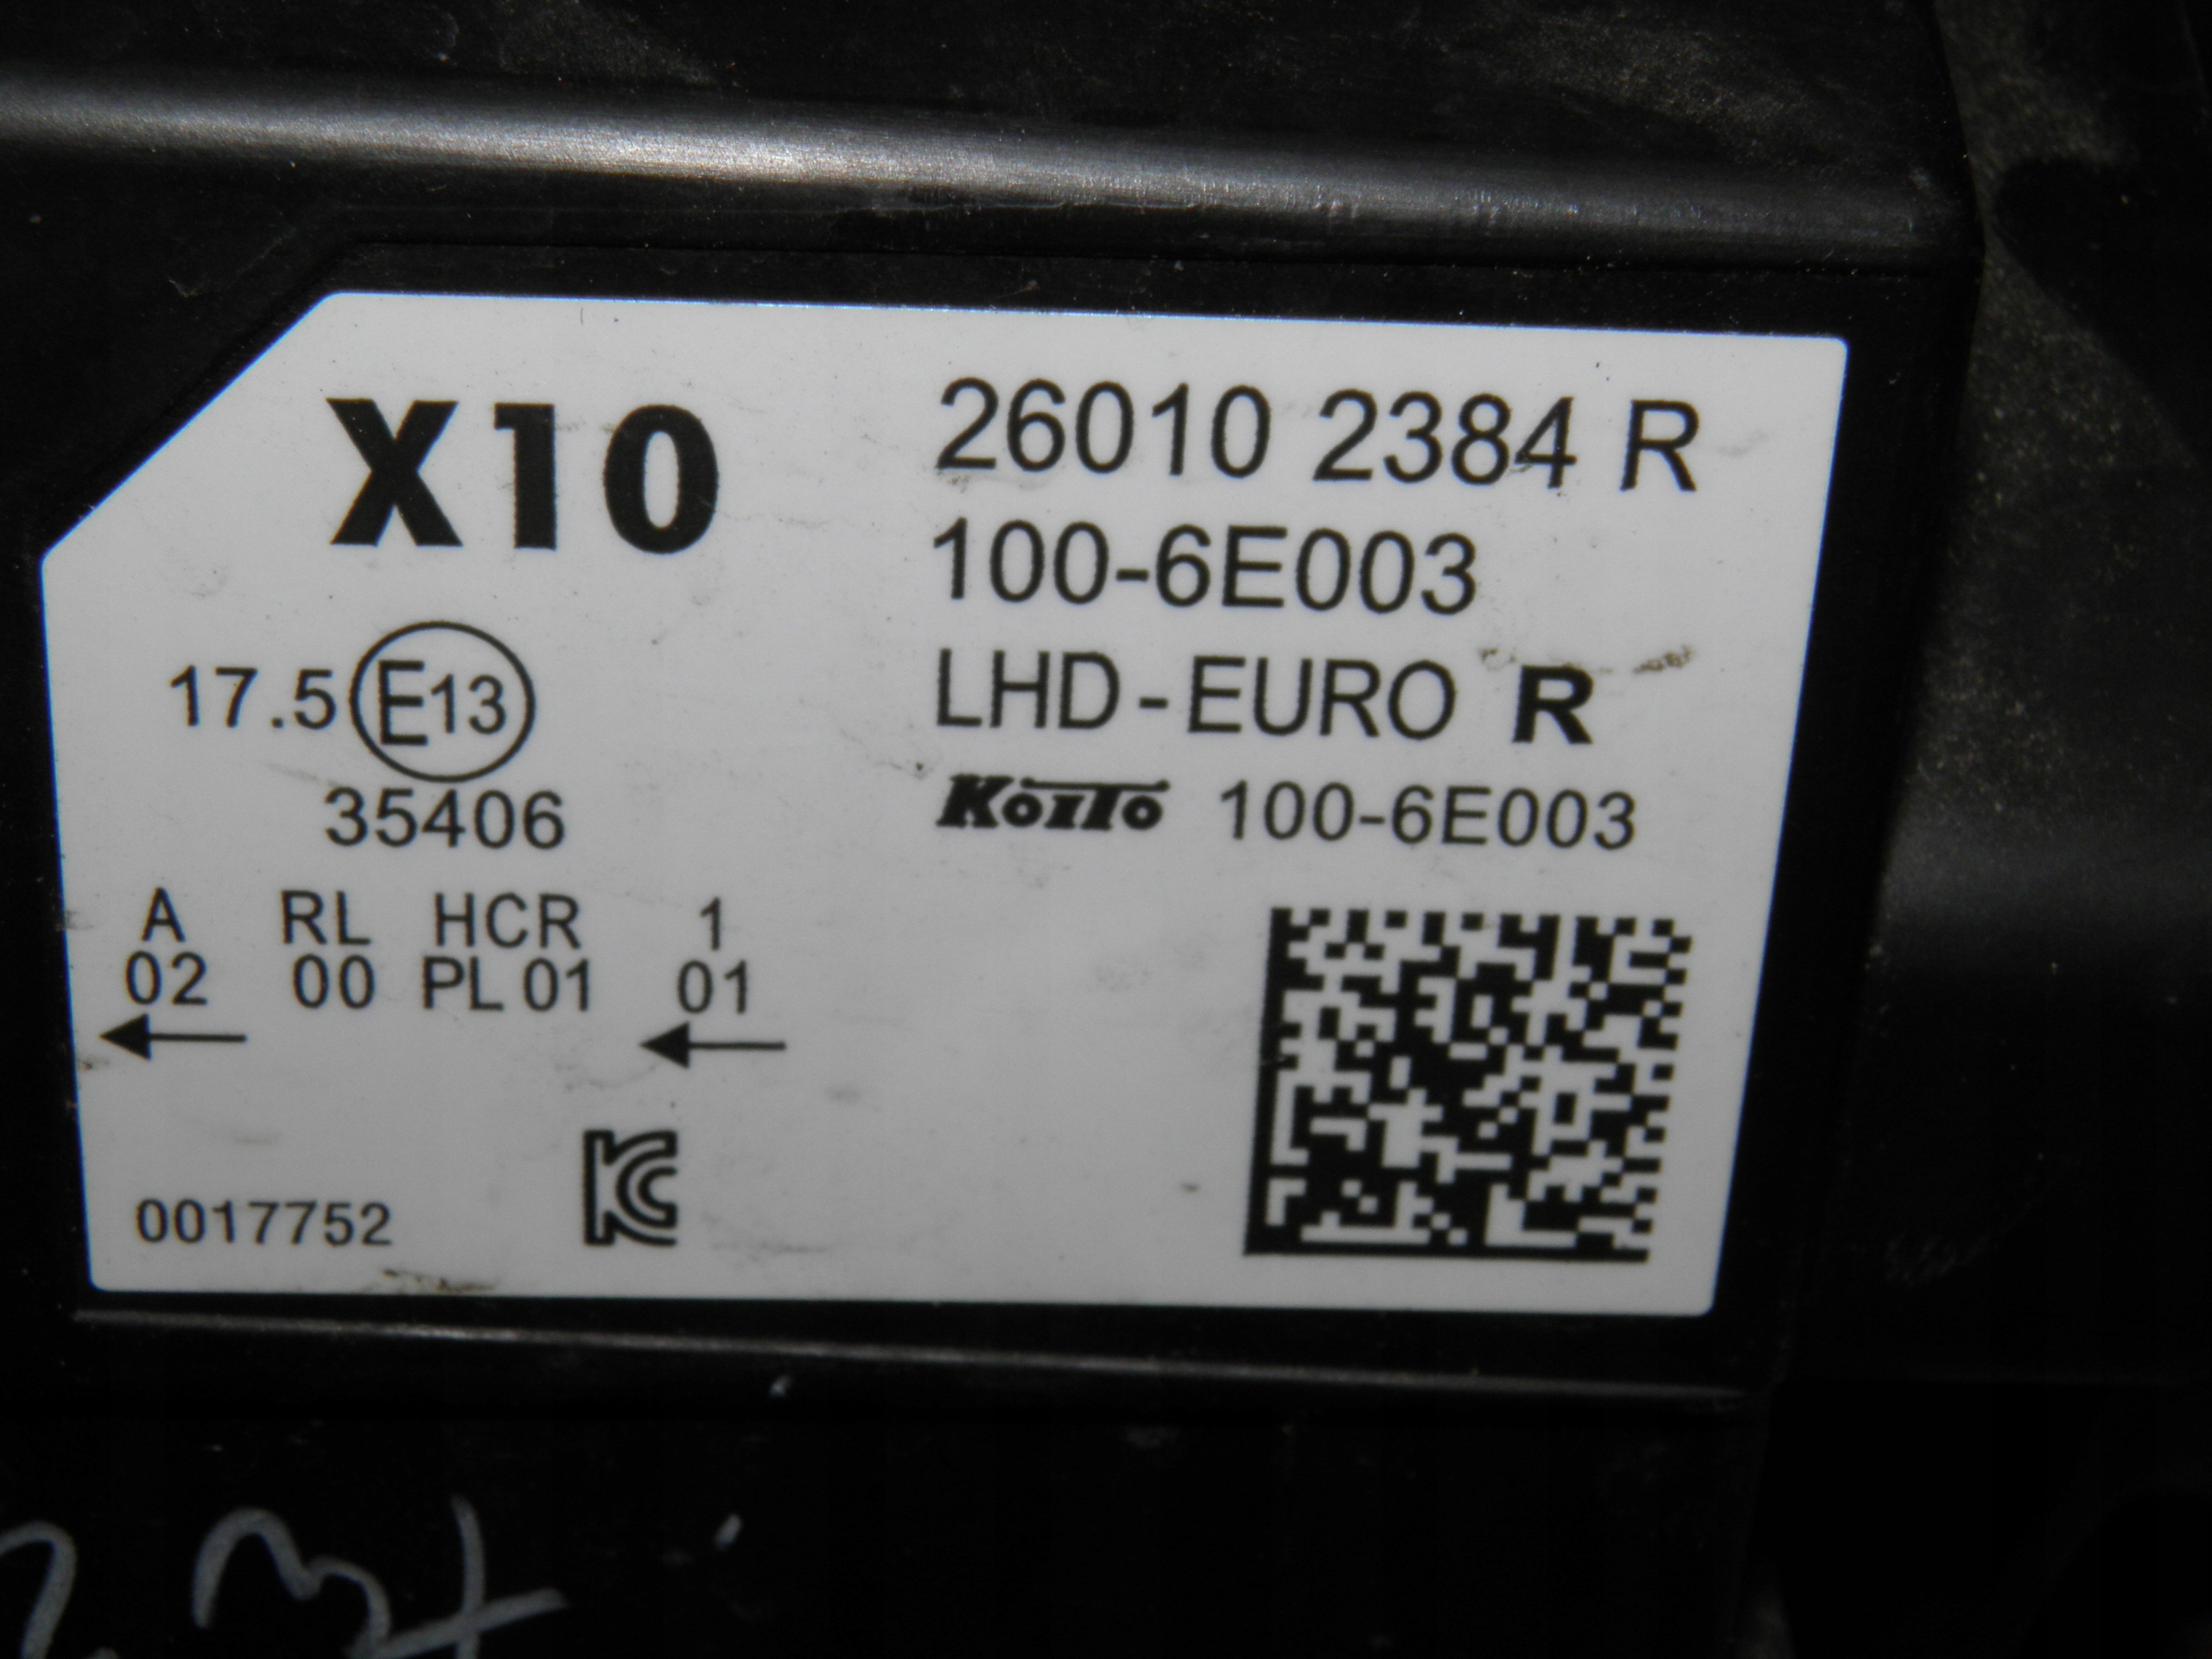 X10
26010 2384 R
100-6E003
17.5 E13
LHD-EURO R
35406
KOITO 100-6E003
A RL HCR 1
02 00 PL 01 01
0017752
KC